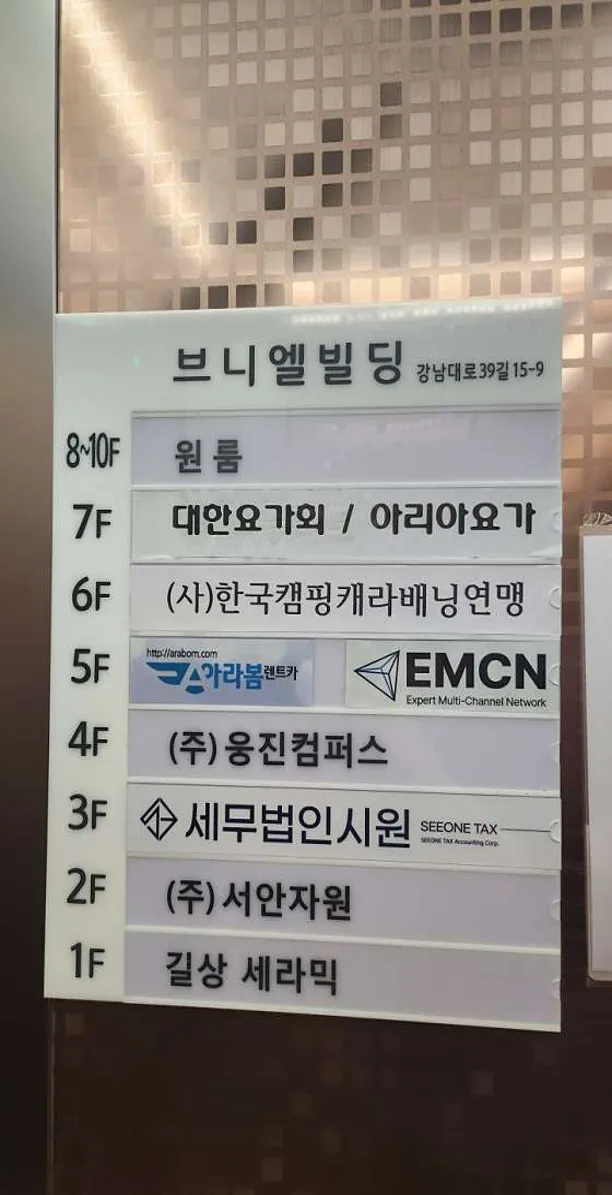 브니엘빌딩 강남대로39길 15-9
8~10F 원룸
7F 대한요가회 / 아리아요가
6F (사)한국캠핑캐라배닝연맹
5F http://arabom.com 아라봄렌트카 EMCN Expert Multi-Channel Network
4F (주)웅진컴퍼스
3F 세무법인시원 SEEONE TAX SEEONE TAX Accounting Corp.
2F (주)서안자원
1F 길상 세라믹